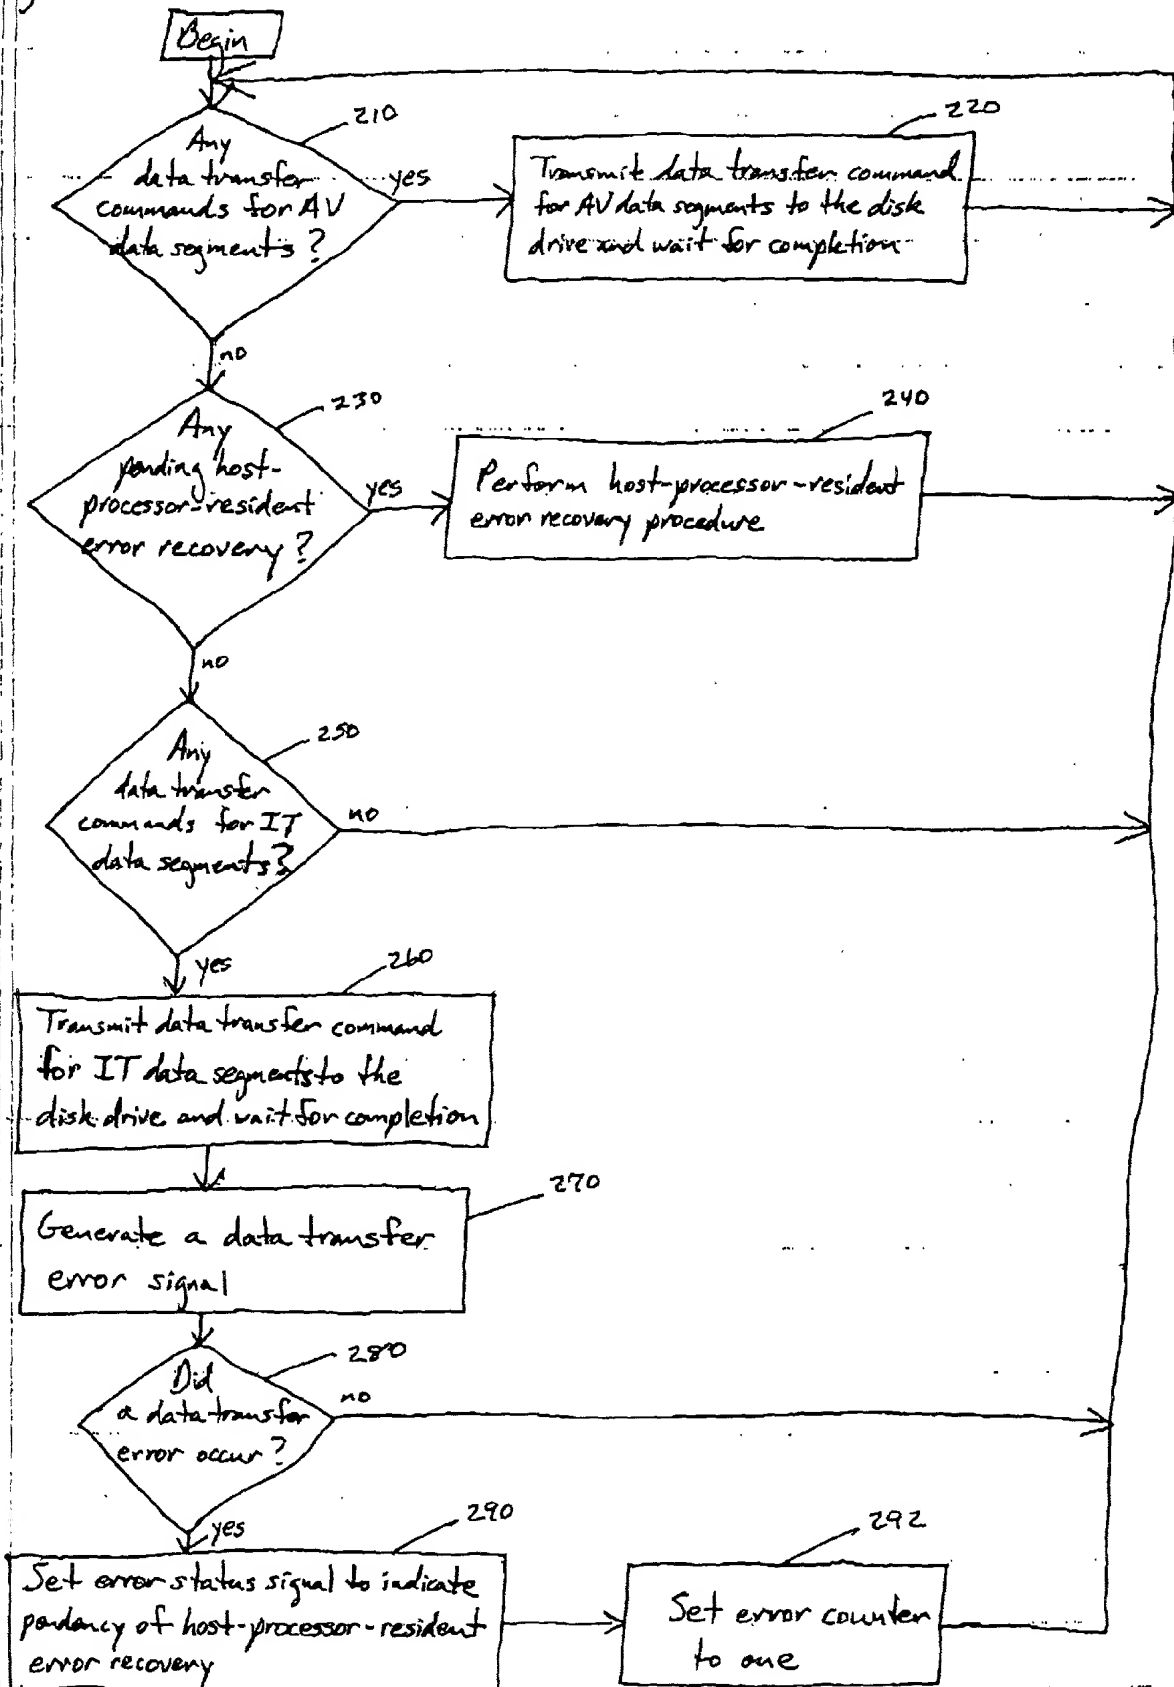 Begin
210
Any
data transfer
commands for AV
data segments?
yes
220
Transmit data transfer command
for AV data segments to the disk
drive and wait for completion
no
230
Any
pending host-
processor-resident
error recovery?
yes
240
Perform host-processor-resident
error recovery procedure
no
250
Any
data transfer
commands for IT
data segments?
no
yes
260
Transmit data transfer command
for IT data segments to the
disk drive and wait for completion
270
Generate a data transfer
error signal
280
Did
a data transfer
error occur?
no
yes
290
Set error status signal to indicate
pendancy of host-processor-resident
error recovery
292
Set error counter
to one